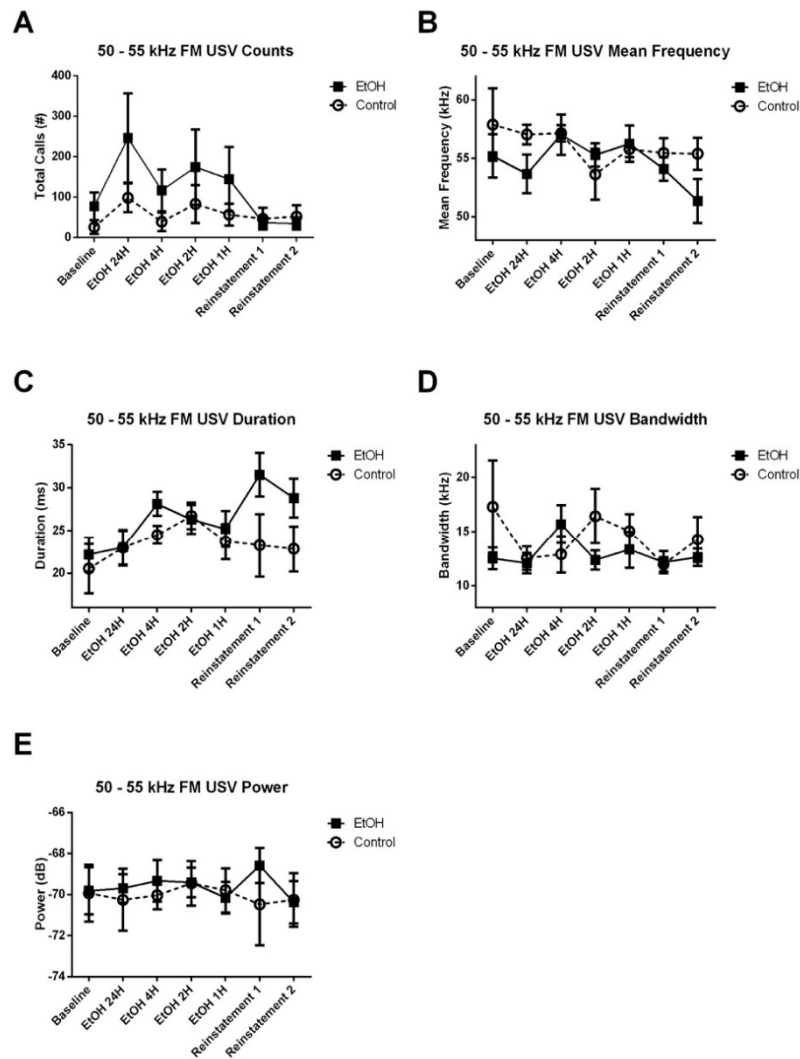 A
50 - 55 kHz FM USV Counts
400
300
200
100
0
Total Calls (#)
EtOH
Control
Baseline
EtOH 24H
EtOH 4H
EtOH 2H
EtOH 1H
Reinstatement 1
Reinstatement 2
B
50 - 55 kHz FM USV Mean Frequency
60
55
50
Mean Frequency (kHz)
EtOH
Control
Baseline
EtOH 24H
EtOH 4H
EtOH 2H
EtOH 1H
Reinstatement 1
Reinstatement 2
C
50 - 55 kHz FM USV Duration
35
30
25
20
Duration (ms)
EtOH
Control
Baseline
EtOH 24H
EtOH 4H
EtOH 2H
EtOH 1H
Reinstatement 1
Reinstatement 2
D
50 - 55 kHz FM USV Bandwidth
20
15
10
Bandwidth (kHz)
EtOH
Control
Baseline
EtOH 24H
EtOH 4H
EtOH 2H
EtOH 1H
Reinstatement 1
Reinstatement 2
E
50 - 55 kHz FM USV Power
-66
-68
-70
-72
-74
Power (dB)
EtOH
Control
Baseline
EtOH 24H
EtOH 4H
EtOH 2H
EtOH 1H
Reinstatement 1
Reinstatement 2